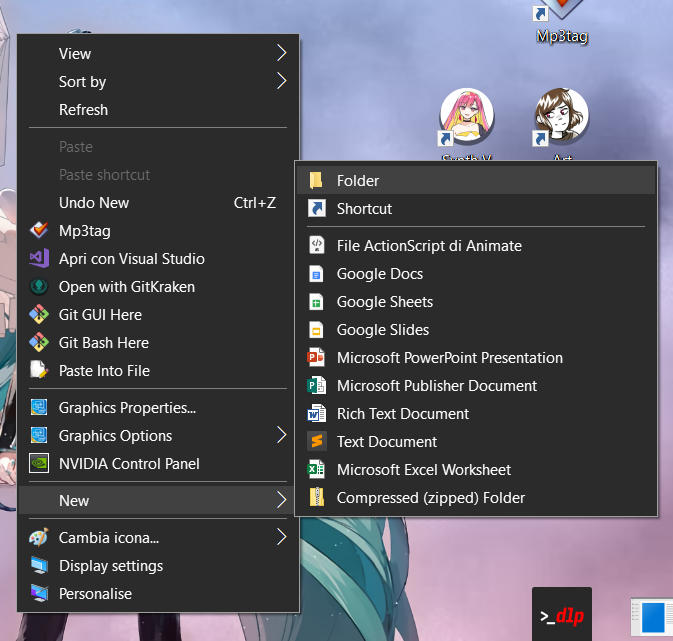 Mp3tag
Synth V
Art
View
Sort by
Refresh
Paste
Paste shortcut
Undo New Ctrl+Z
Mp3tag
Apri con Visual Studio
Open with GitKraken
Git GUI Here
Git Bash Here
Paste Into File
Graphics Properties...
Graphics Options
NVIDIA Control Panel
New
Cambia icona...
Display settings
Personalise
Folder
Shortcut
File ActionScript di Animate
Google Docs
Google Sheets
Google Slides
Microsoft PowerPoint Presentation
Microsoft Publisher Document
Rich Text Document
Text Document
Microsoft Excel Worksheet
Compressed (zipped) Folder
>_dlp